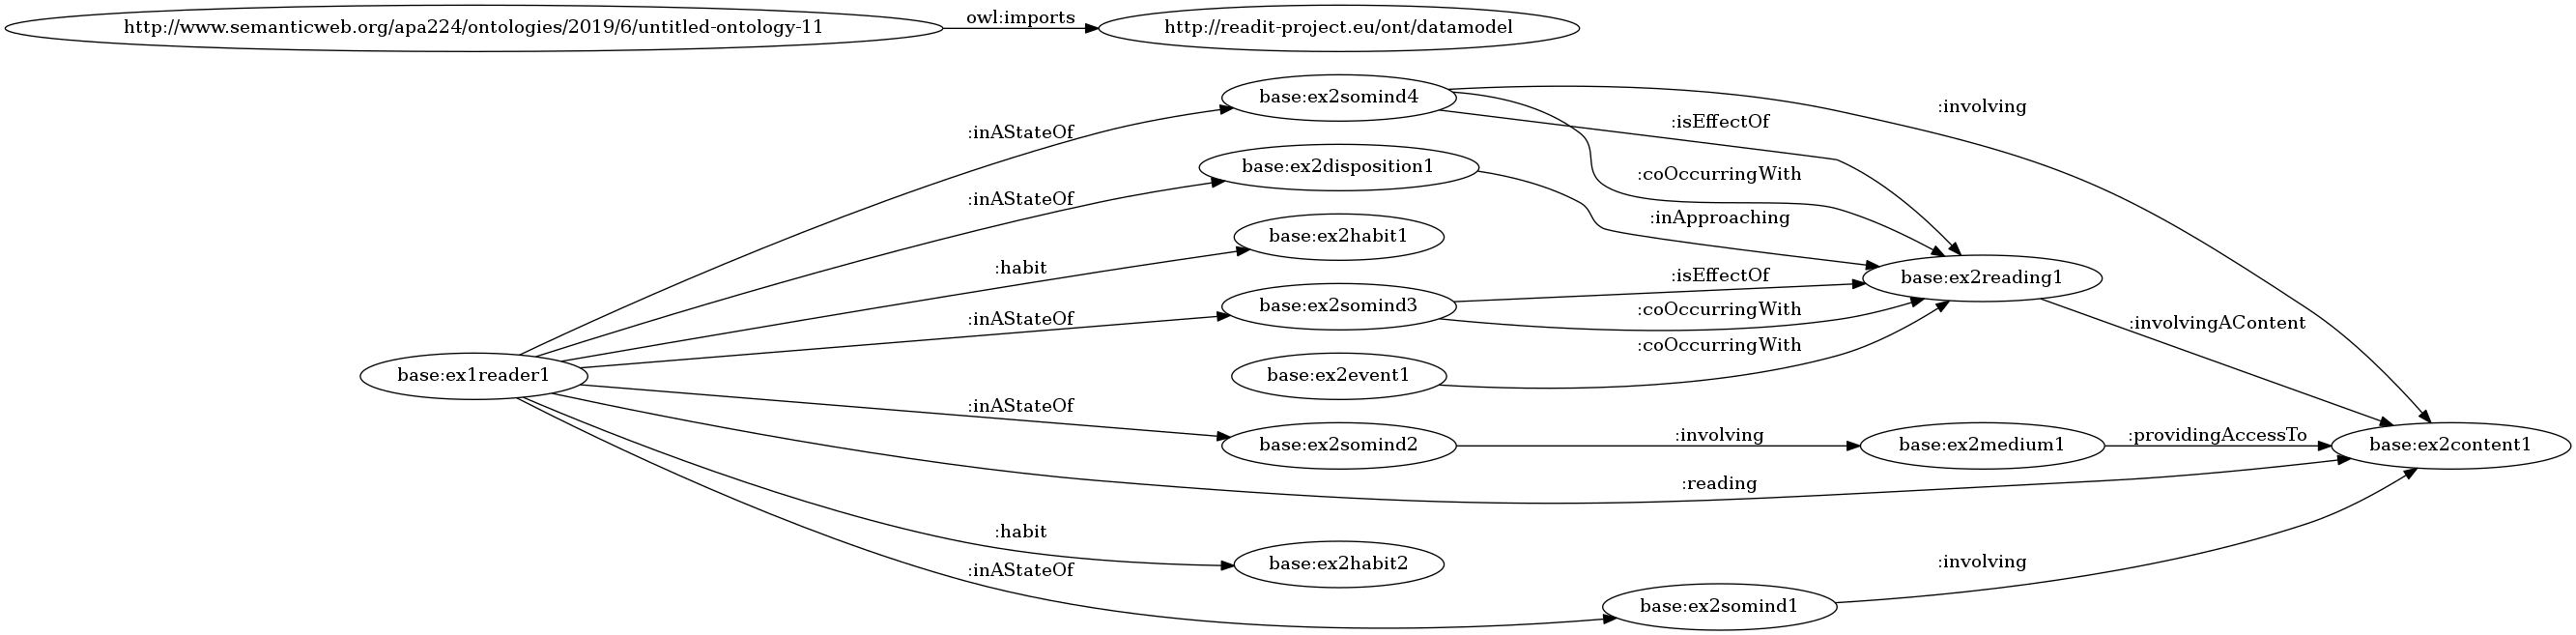 http://www.semanticweb.org/apa224/ontologies/2019/6/untitled-ontology-11
owl:imports
http://readit-project.eu/ont/datamodel
base:ex2somind4
:involving
:isEffectOf
:inAStateOf
base:ex2disposition1
:coOccurringWith
:inAStateOf
:inApproaching
base:ex2habit1
:habit
:isEffectOf
base:ex2reading1
base:ex2somind3
:coOccurringWith
:inAStateOf
:involvingAContent
:coOccurringWith
base:ex1reader1
base:ex2event1
:inAStateOf
:involving
:providingAccessTo
base:ex2somind2
base:ex2medium1
base:ex2content1
:reading
:habit
base:ex2habit2
:involving
:inAStateOf
base:ex2somind1